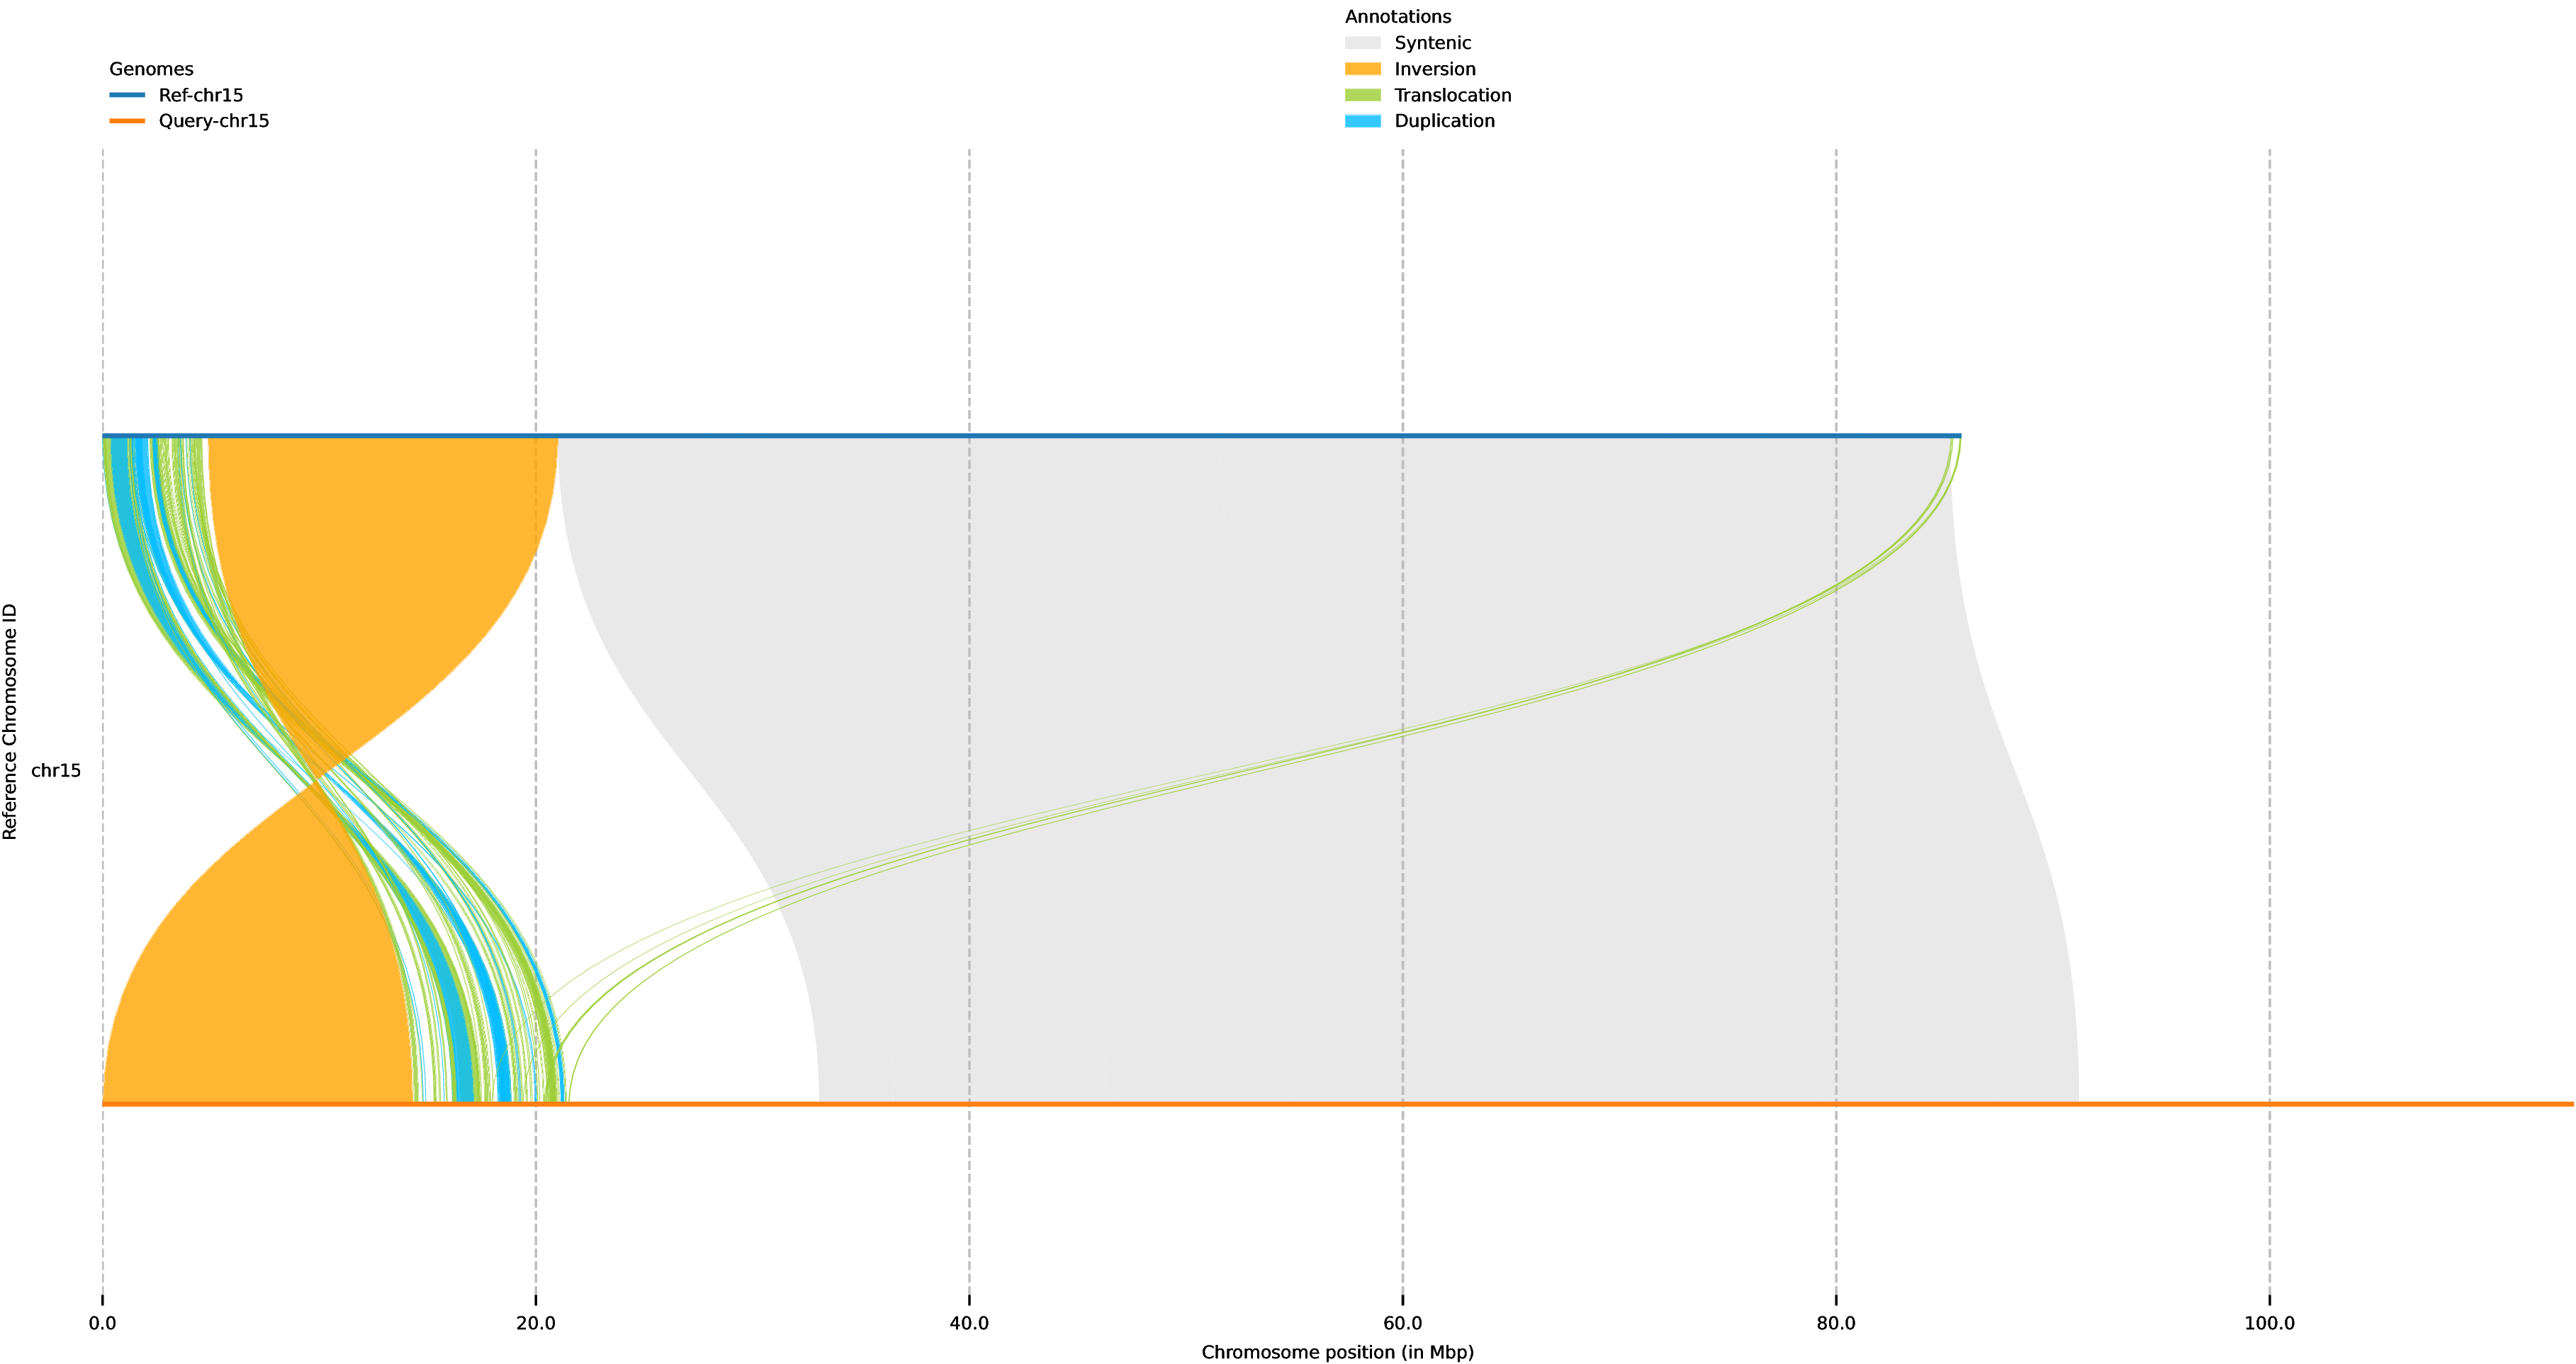 Annotations
Syntenic
Inversion
Translocation
Duplication
Genomes
Ref-chr15
Query-chr15
Reference Chromosome ID
chr15
0.0
20.0
40.0
60.0
80.0
100.0
Chromosome position (in Mbp)